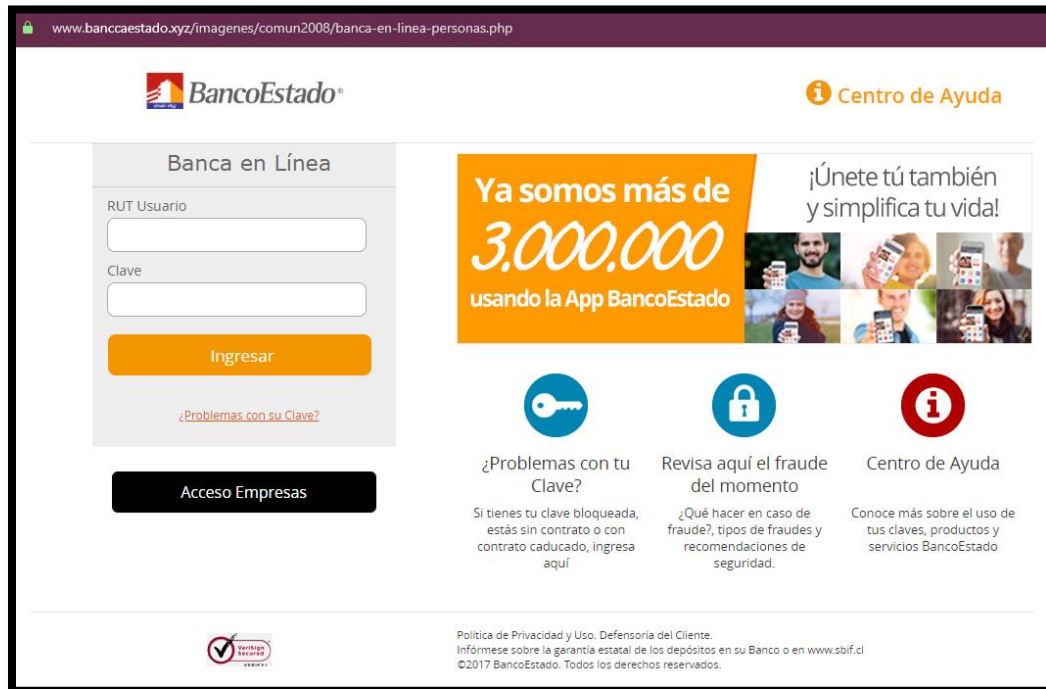 www.banccaestado.xyz/imagenes/comun2008/banca-en-linea-personas.php
BancoEstado®
Centro de Ayuda
Banca en Línea
RUT Usuario
Clave
Ingresar
¿Problemas con su Clave?
Acceso Empresas
Ya somos más de
3.000.000
usando la App BancoEstado
¡Únete tú también
y simplifica tu vida!
¿Problemas con tu
Clave?
Si tienes tu clave bloqueada,
estás sin contrato o con
contrato caducado, ingresa
aquí
Revisa aquí el fraude
del momento
¿Qué hacer en caso de
fraude?, tipos de fraudes y
recomendaciones de
seguridad.
Centro de Ayuda
Conoce más sobre el uso de
tus claves, productos y
servicios BancoEstado
VeriSign
Secured
VERIFY
Política de Privacidad y Uso. Defensoría del Cliente.
Infórmese sobre la garantía estatal de los depósitos en su Banco o en www.sbif.cl
©2017 BancoEstado. Todos los derechos reservados.